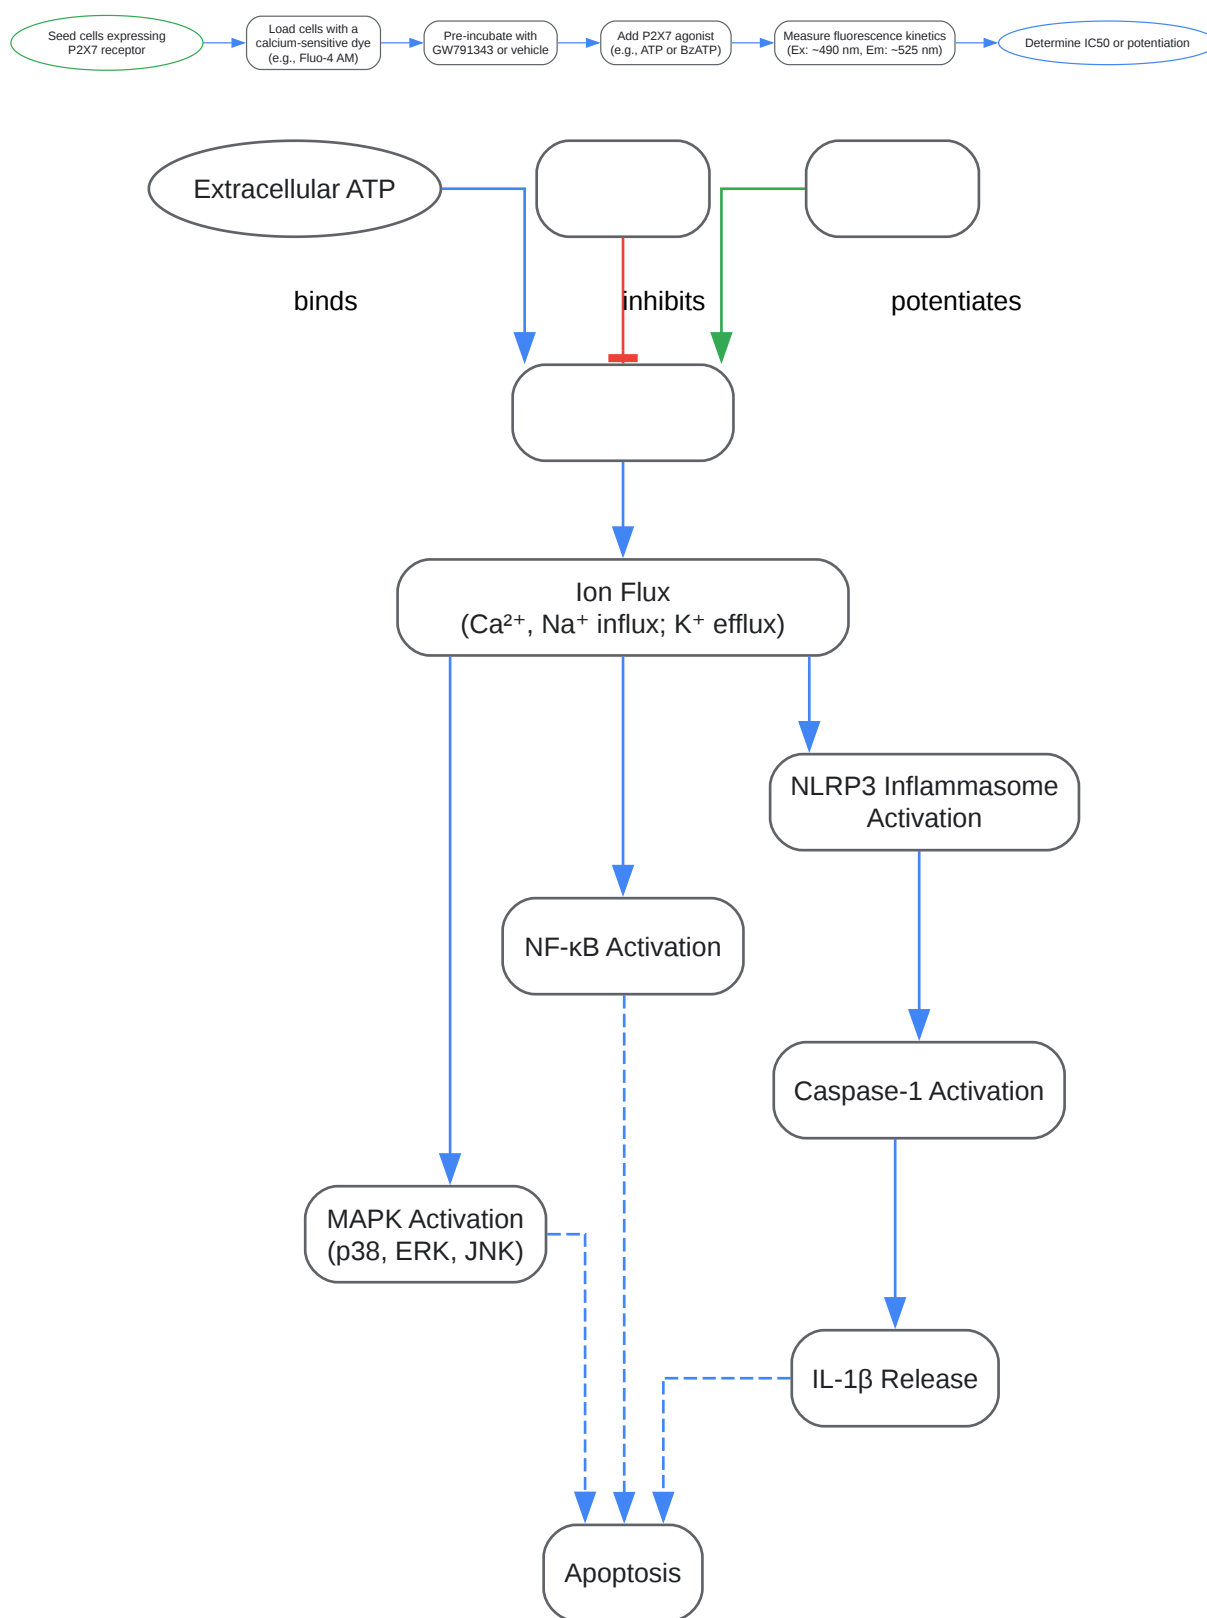 Seed cells expressing
P2X7 receptor
Load cells with a
calcium-sensitive dye
(e.g., Fluo-4 AM)
Pre-incubate with
GW791343 or vehicle
Add P2X7 agonist
(e.g., ATP or BzATP)
Measure fluorescence kinetics
(Ex: ~490 nm, Em: ~525 nm)
Determine IC50 or potentiation
Extracellular ATP
binds
inhibits
potentiates
Ion Flux
(Ca²⁺, Na⁺ influx; K⁺ efflux)
NLRP3 Inflammasome
Activation
NF-κB Activation
Caspase-1 Activation
MAPK Activation
(p38, ERK, JNK)
IL-1β Release
Apoptosis